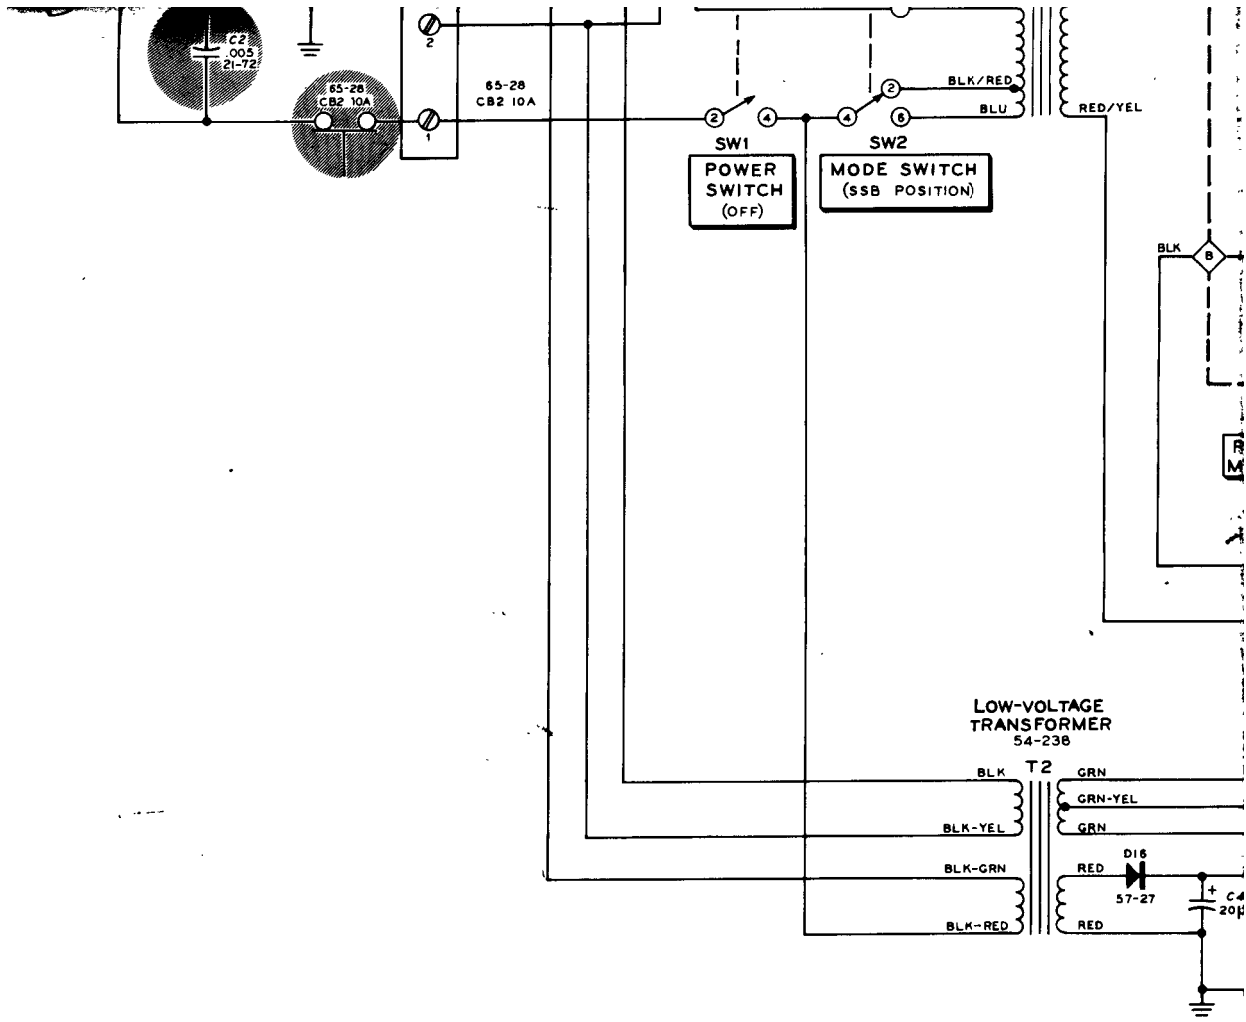 C2
.005
21-72
2
65-28
CB2 10A
1
65-28
CB2 10A
2
4
SW1
POWER
SWITCH
(OFF)
4
2
6
SW2
MODE SWITCH
(SSB POSITION)
BLK/RED
BLU
RED/YEL
BLK
B
LOW-VOLTAGE
TRANSFORMER
54-238
T2
BLK
BLK-YEL
BLK-GRN
BLK-RED
GRN
GRN-YEL
GRN
RED
D16
57-27
RED
+